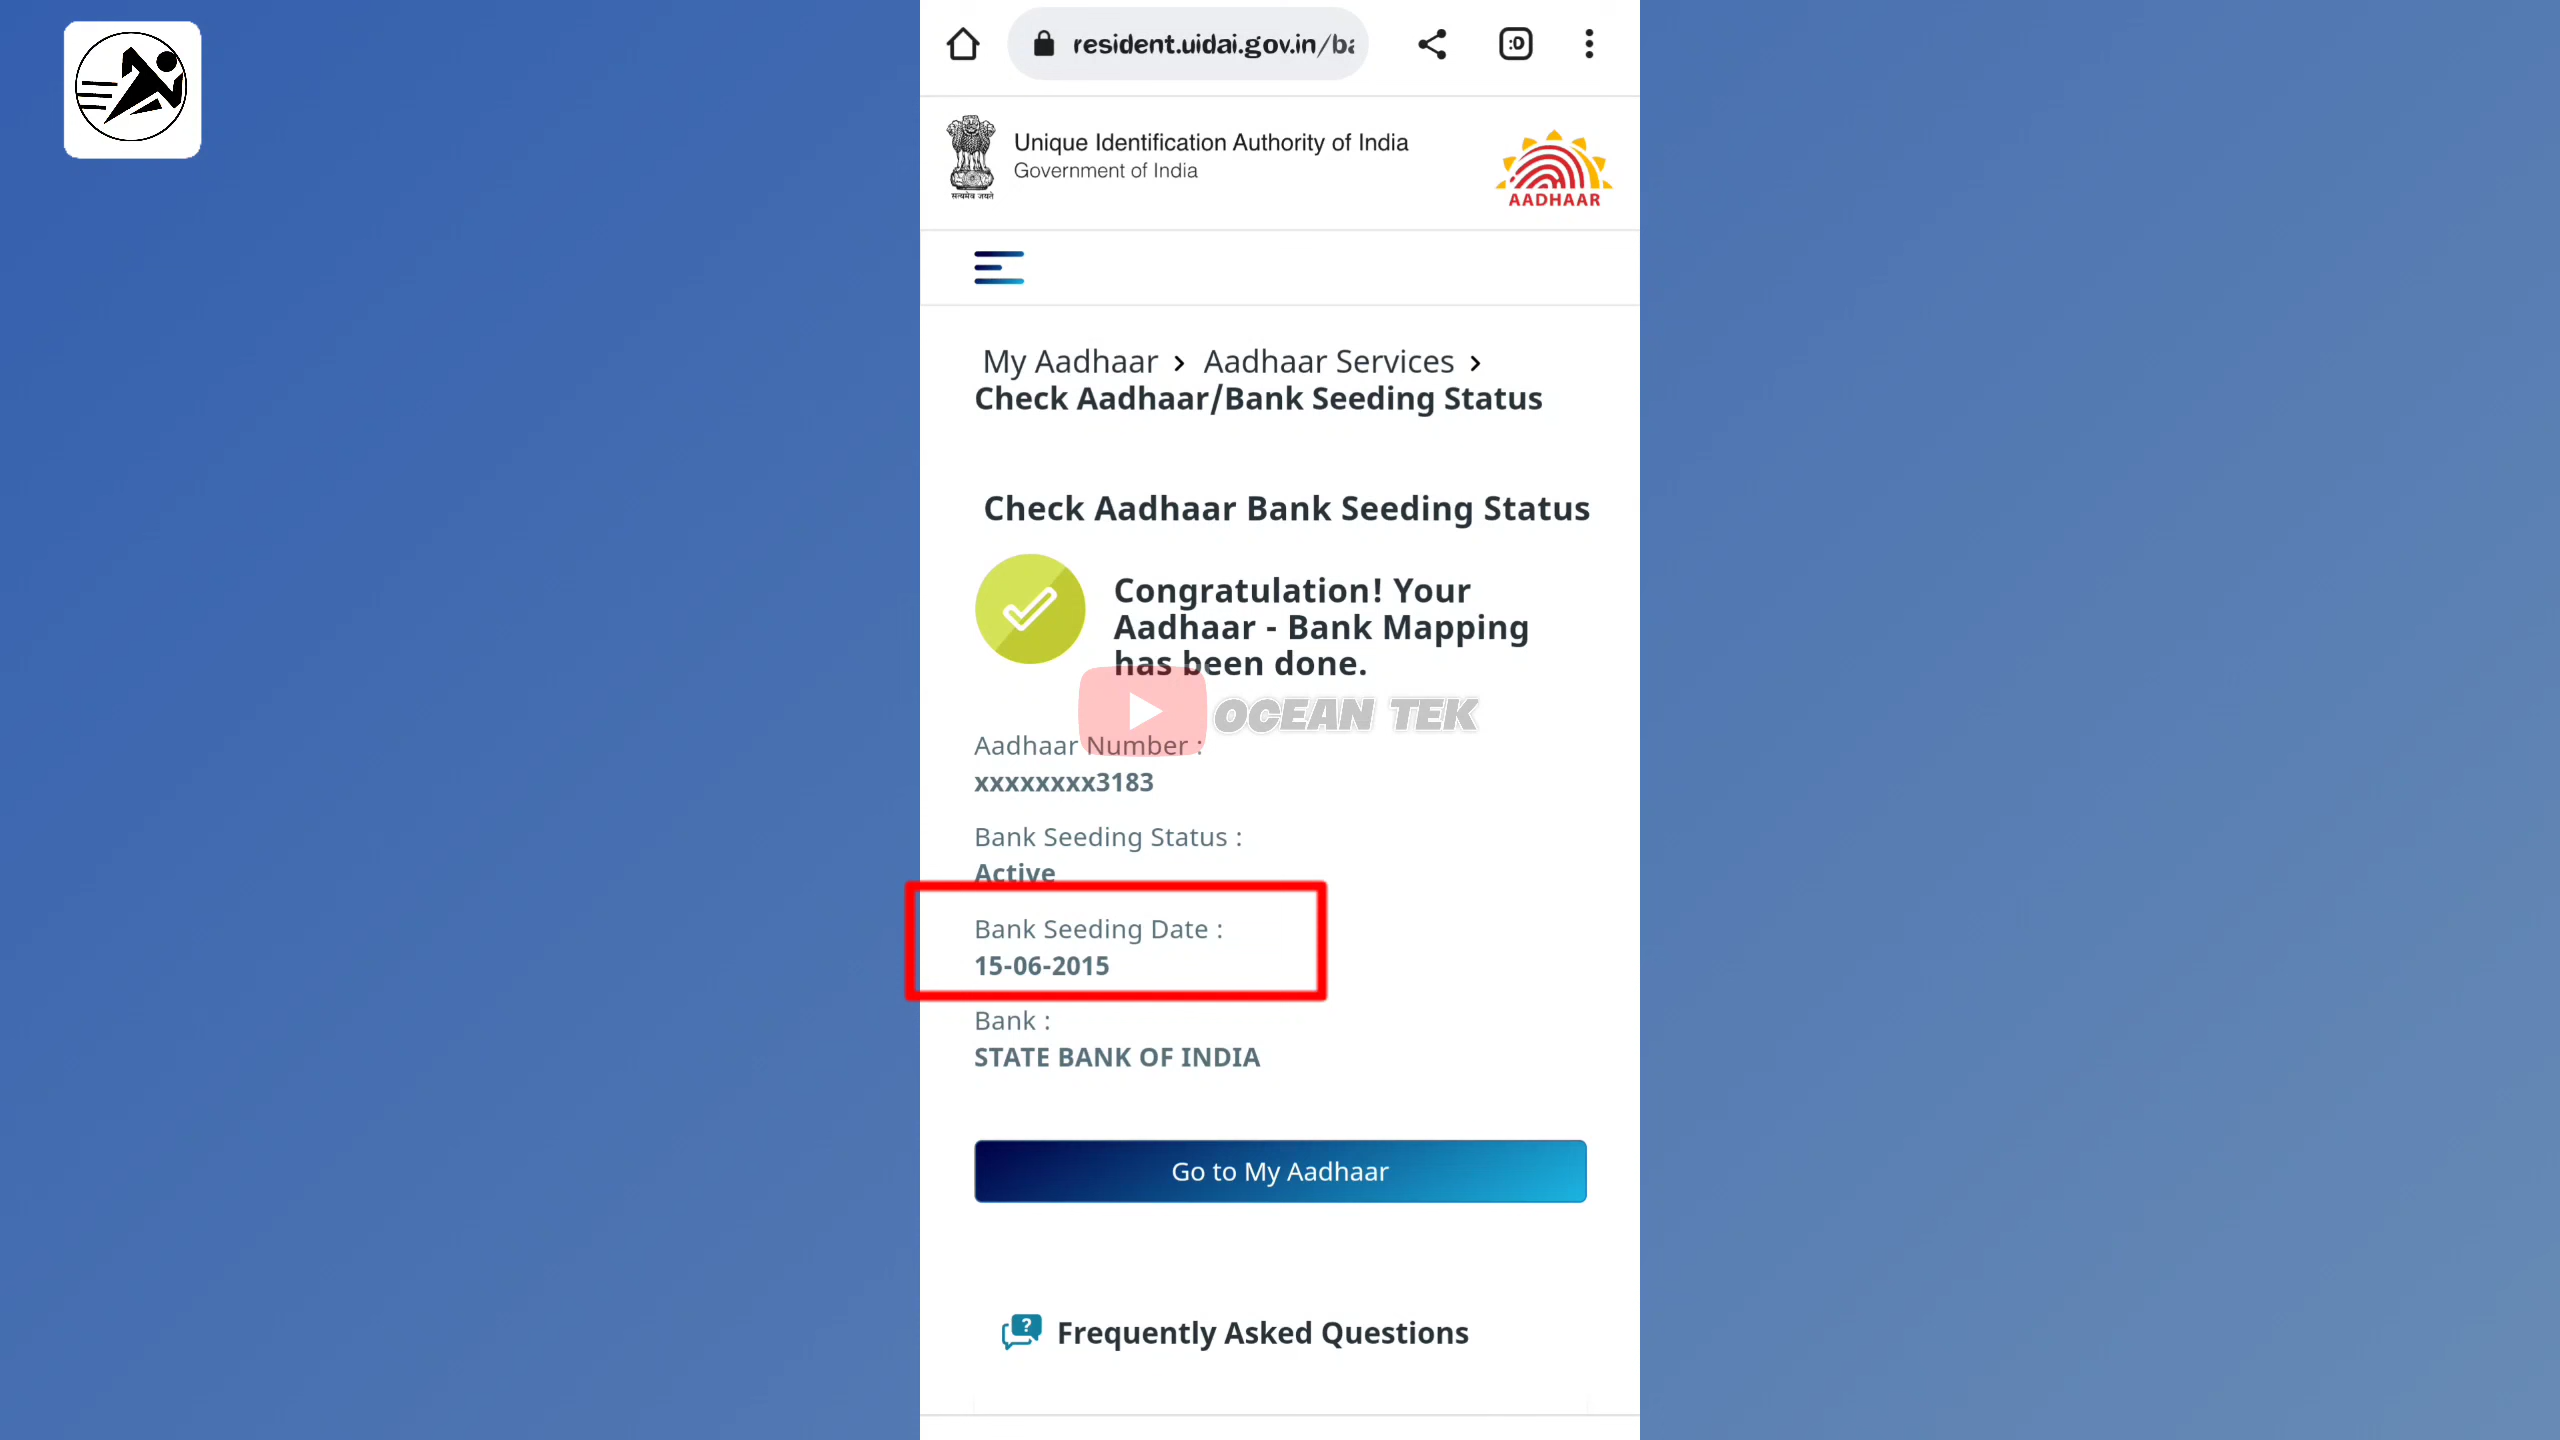 :D
resident.uidai.gov.in/ba
Unique Identification Authority of India
Government of India
सत्यमेव जयते
AADHAAR
My Aadhaar › Aadhaar Services ›
Check Aadhaar/Bank Seeding Status
Check Aadhaar Bank Seeding Status
Congratulation! Your
Aadhaar - Bank Mapping
has been done.
OCEAN TEK
Aadhaar Number :
xxxxxxxx3183
Bank Seeding Status :
Active
Bank Seeding Date :
15-06-2015
Bank :
STATE BANK OF INDIA
Go to My Aadhaar
? Frequently Asked Questions